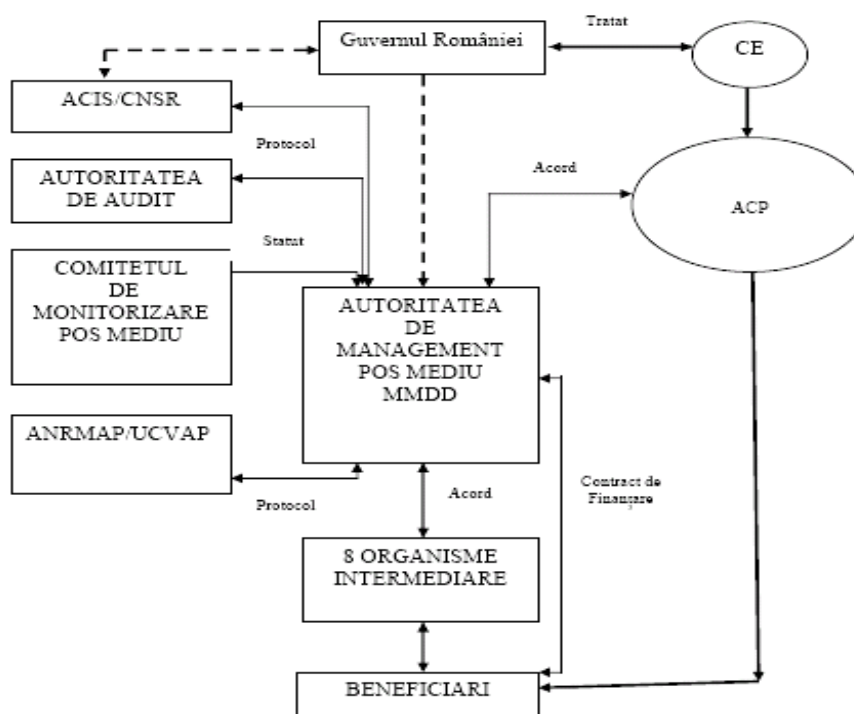 Guvernul României
Tratat
CE
ACIS/CNSR
Protocol
AUTORITATEA
DE AUDIT
Acord
ACP
Statut
COMITETUL
DE
MONITORIZARE
POS MEDIU
AUTORITATEA
DE
MANAGEMENT
POS MEDIU
MMDD
ANRMAP/UCVAP
Protocol
Acord
Contract de
Finanțare
8 ORGANISME
INTERMEDIARE
BENEFICIARI